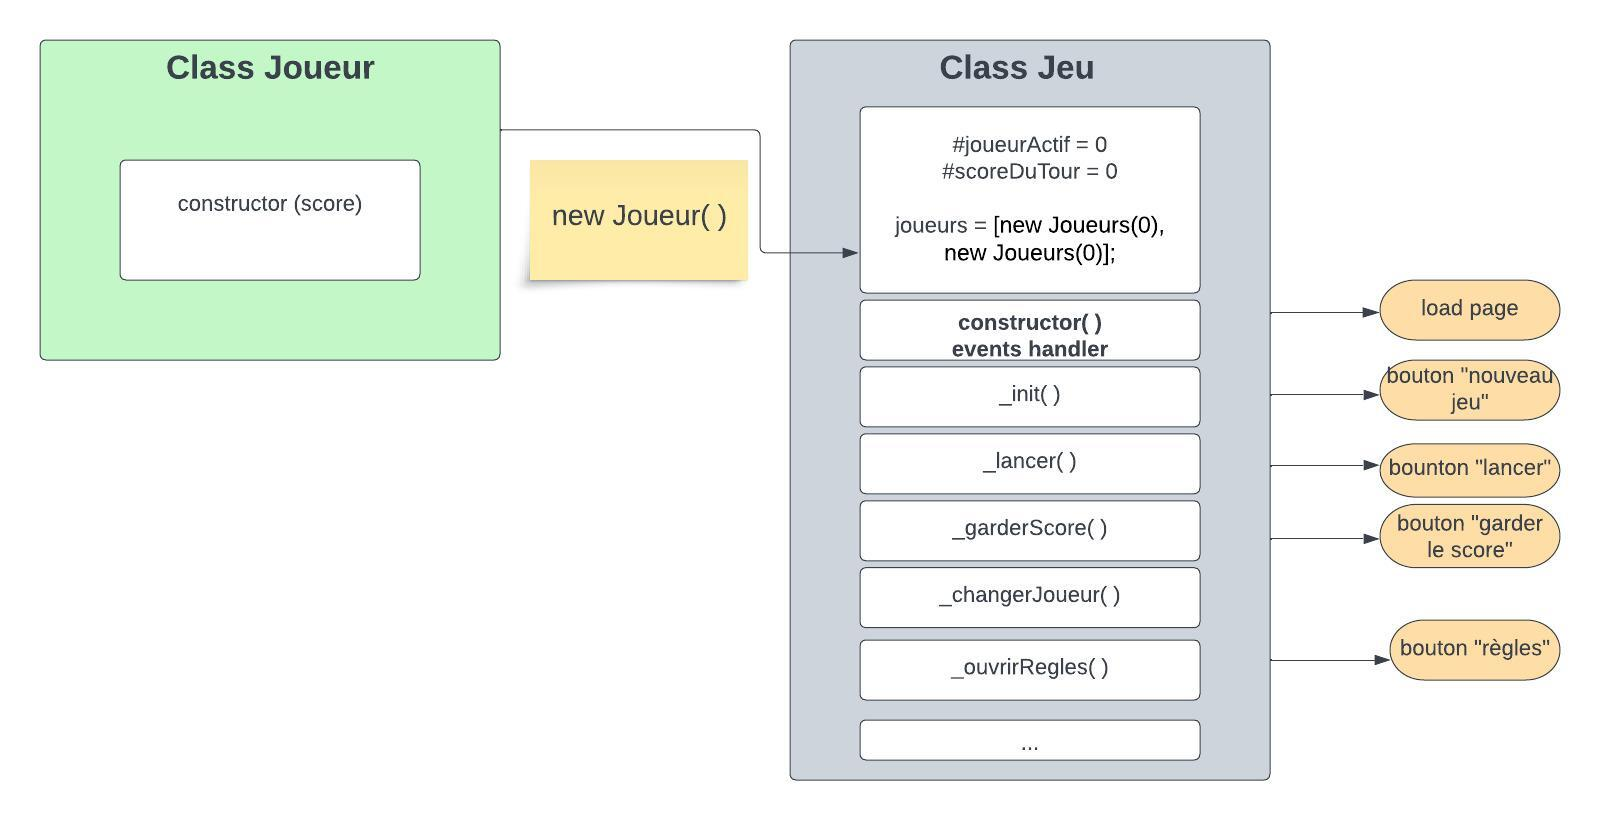 Class Joueur
constructor (score)
new Joueur( )
Class Jeu
#joueurActif = 0
#scoreDuTour = 0
joueurs = [new Joueurs(0),
new Joueurs(0)];
constructor( )
events handler
_init( )
_lancer( )
_garderScore( )
_changerJoueur( )
_ouvrirRegles( )
...
load page
bouton "nouveau
jeu"
bounton "lancer"
bouton "garder
le score"
bouton "règles"